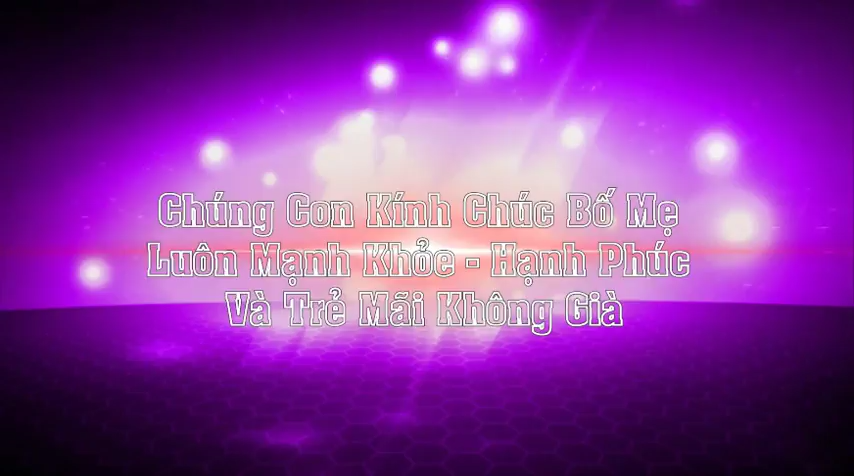 Chúng Con Kính Chúc Bố Mẹ
Luôn Mạnh Khỏe - Hạnh Phúc
Và Trẻ Mãi Không Già